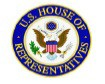 U.S. HOUSE OF
REPRESENTATIVES